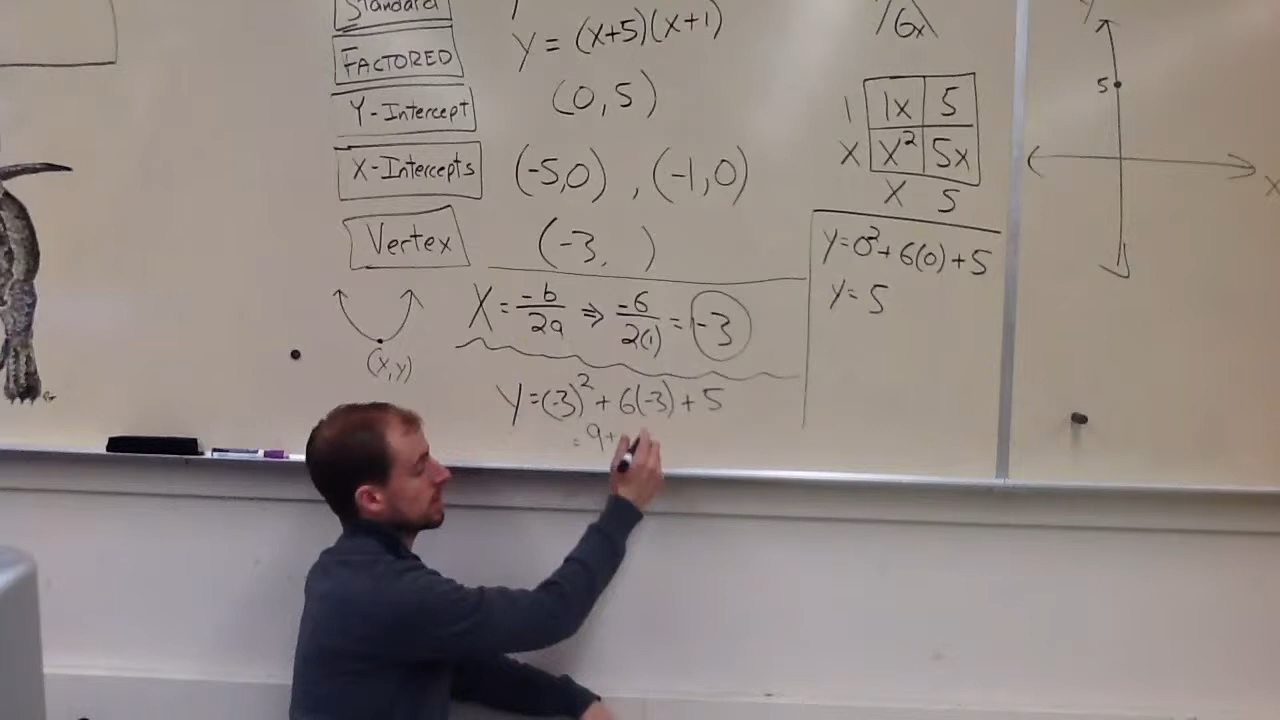 Standard
FACTORED
y = (x+5)(x+1)
Y-Intercept
(0, 5)
X-Intercepts
(-5,0) , (-1,0)
Vertex
(-3, )
X = -b/2a ⇒ -6/2(1) = -3
(x,y)
y = (-3)² + 6(-3) + 5
= 9 +
6x
1 1x 5
X x² 5x
X 5
y = 0² + 6(0) + 5
y = 5
y
5
X